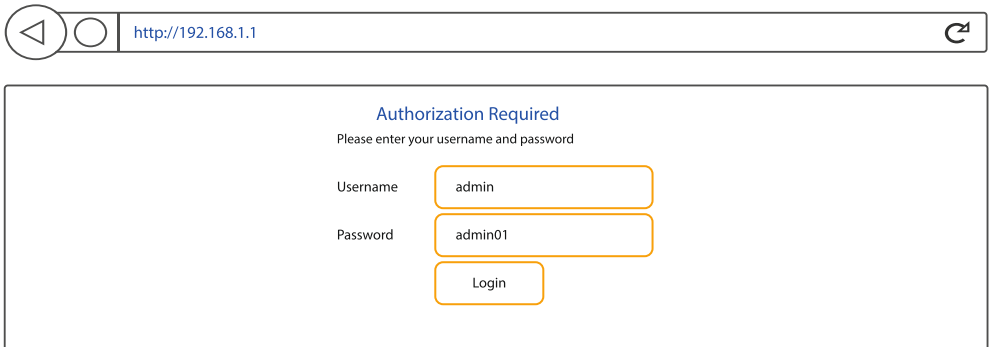 http://192.168.1.1
Authorization Required
Please enter your username and password
Username admin
Password admin01
Login